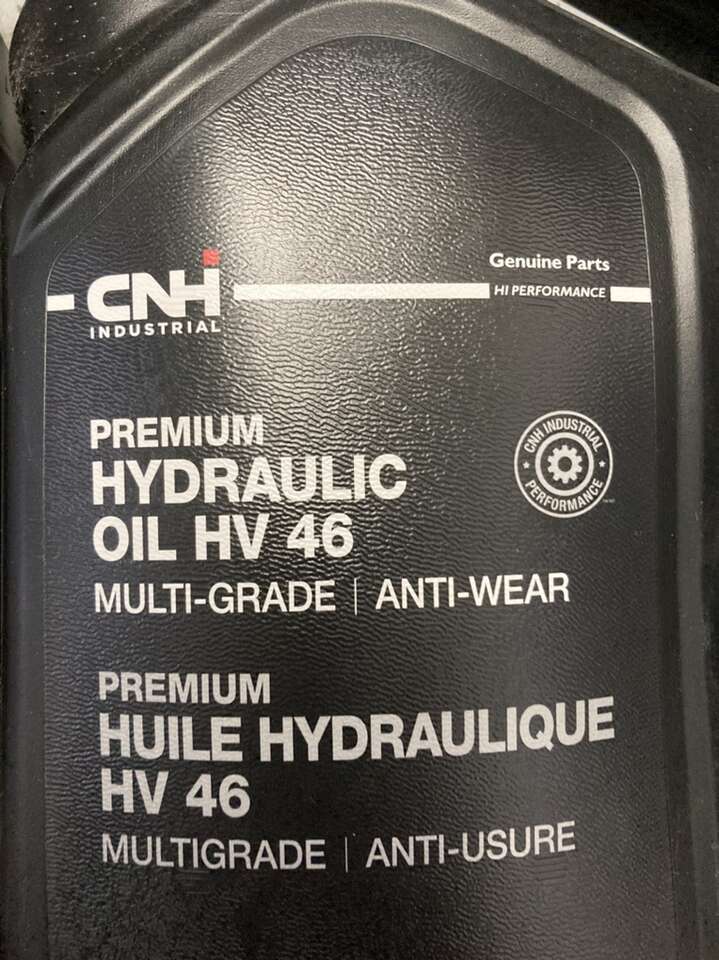 CNH
INDUSTRIAL
Genuine Parts
HI PERFORMANCE
PREMIUM
HYDRAULIC
OIL HV 46
MULTI-GRADE | ANTI-WEAR
CNH INDUSTRIAL
PERFORMANCE
PREMIUM
HUILE HYDRAULIQUE
HV 46
MULTIGRADE | ANTI-USURE